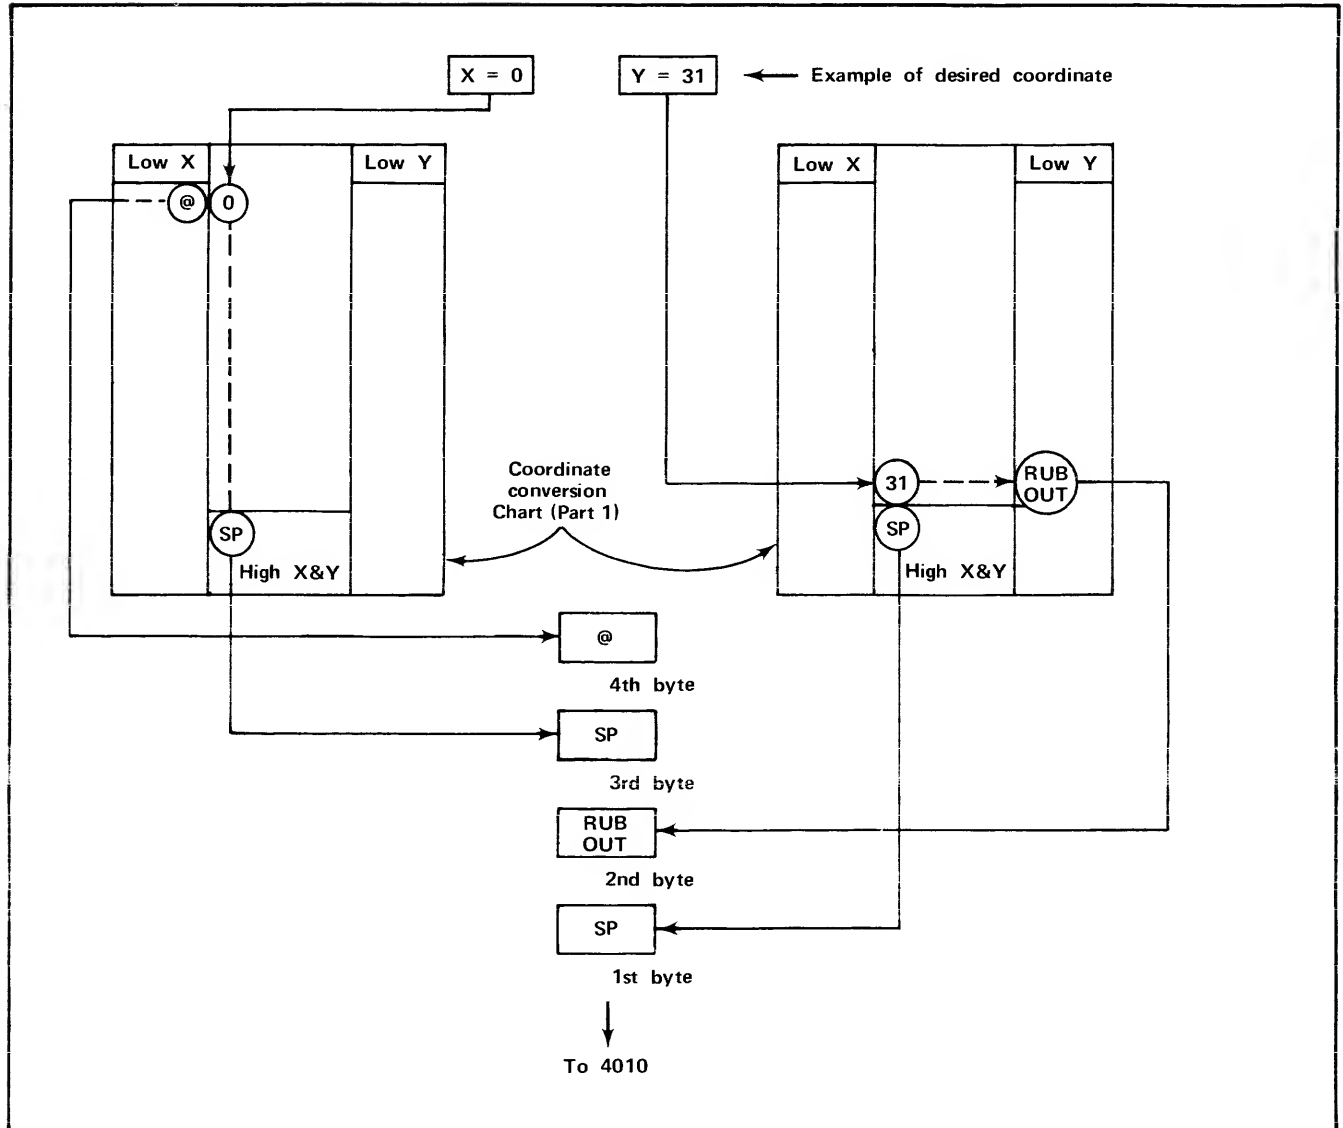 X = 0
Y = 31
Example of desired coordinate
Low X
Low Y
Low X
Low Y
@
0
Coordinate
conversion
Chart (Part 1)
31
RUB
OUT
SP
SP
High X&Y
High X&Y
@
4th byte
SP
3rd byte
RUB
OUT
2nd byte
SP
1st byte
To 4010